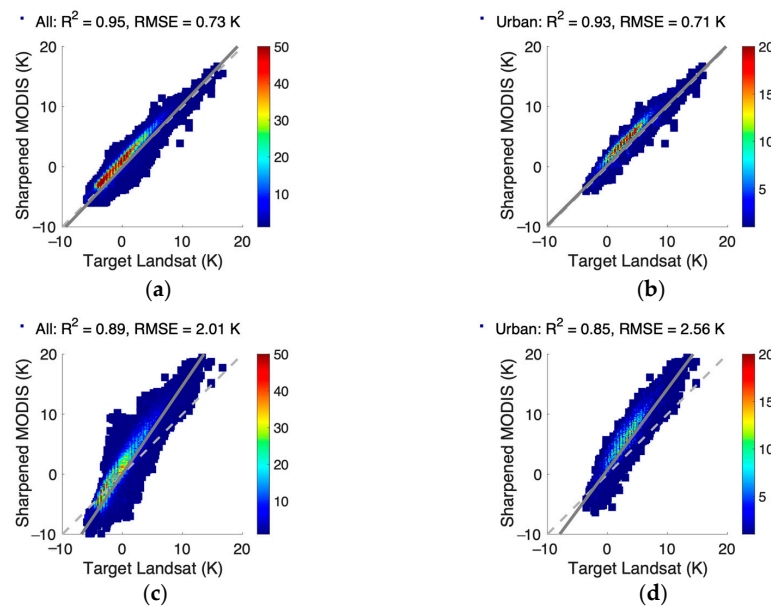 All: R² = 0.95, RMSE = 0.73 K
Sharpened MODIS (K)
20
10
0
−10
−10 0 10 20
Target Landsat (K)
50
40
30
20
10
(a)
Urban: R² = 0.93, RMSE = 0.71 K
Sharpened MODIS (K)
20
10
0
−10
−10 0 10 20
Target Landsat (K)
20
15
10
5
(b)
All: R² = 0.89, RMSE = 2.01 K
Sharpened MODIS (K)
20
10
0
−10
−10 0 10 20
Target Landsat (K)
50
40
30
20
10
(c)
Urban: R² = 0.85, RMSE = 2.56 K
Sharpened MODIS (K)
20
10
0
−10
−10 0 10 20
Target Landsat (K)
20
15
10
5
(d)